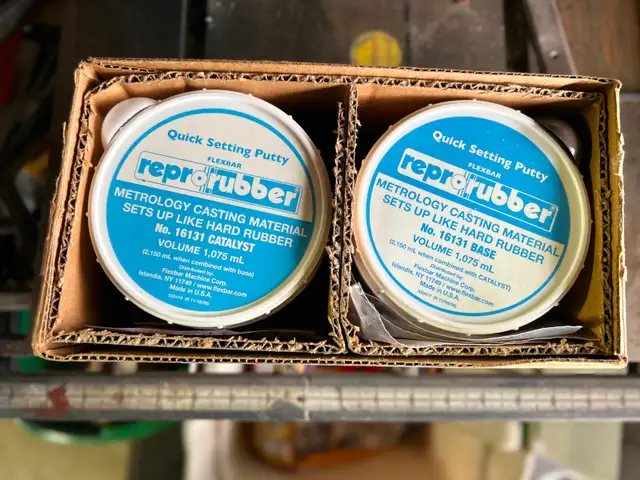 Quick Setting Putty
FLEXBAR
reprorubber
METROLOGY CASTING MATERIAL
SETS UP LIKE HARD RUBBER
No. 16131 CATALYST
VOLUME 1,075 mL
(2,150 mL when combined with base)
Distributed by:
Flexbar Machine Corp.
Islandia, NY 11749 / www.flexbar.com
Made in U.S.A.
Quick Setting Putty
FLEXBAR
reprorubber
METROLOGY CASTING MATERIAL
SETS UP LIKE HARD RUBBER
No. 16131 BASE
VOLUME 1,075 mL
(2,150 mL when combined with CATALYST)
Distributed by:
Flexbar Machine Corp.
Islandia, NY 11749 / www.flexbar.com
Made in U.S.A.